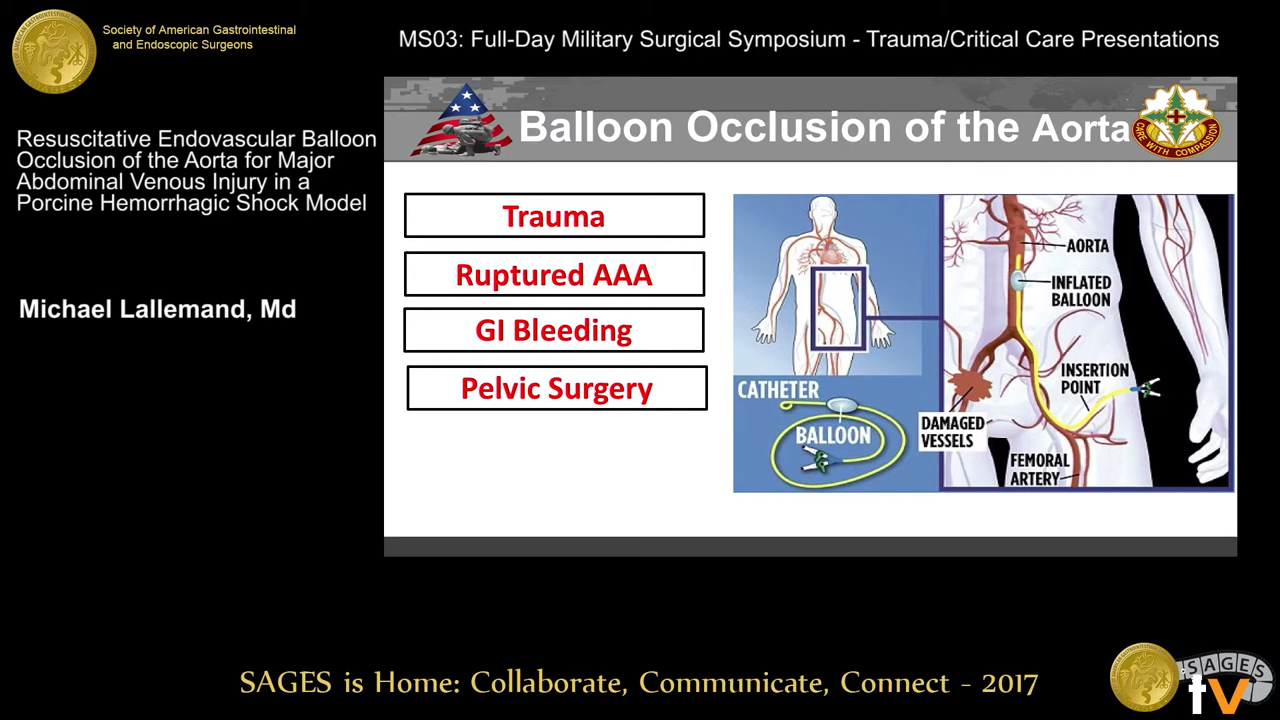 Society of American Gastrointestinal
and Endoscopic Surgeons
MS03: Full-Day Military Surgical Symposium - Trauma/Critical Care Presentations
Resuscitative Endovascular Balloon
Occlusion of the Aorta for Major
Abdominal Venous Injury in a
Porcine Hemorrhagic Shock Model
Michael Lallemand, Md
Balloon Occlusion of the Aorta
CARE WITH COMPASSION
Trauma
Ruptured AAA
GI Bleeding
Pelvic Surgery
AORTA
INFLATED
BALLOON
INSERTION
POINT
CATHETER
BALLOON
DAMAGED
VESSELS
FEMORAL
ARTERY
SAGES is Home: Collaborate, Communicate, Connect - 2017
SAGES
tv